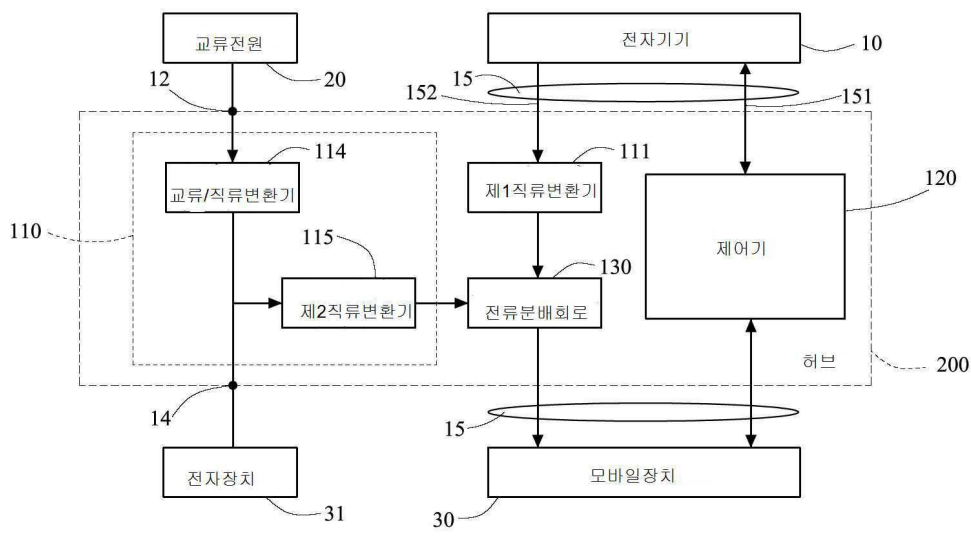 교류전원
전자기기
20
10
12
15
152
151
114
111
120
교류/직류변환기
제1직류변환기
110
115
130
제어기
제2직류변환기
전류분배회로
허브
200
14
15
전자장치
모바일장치
31
30